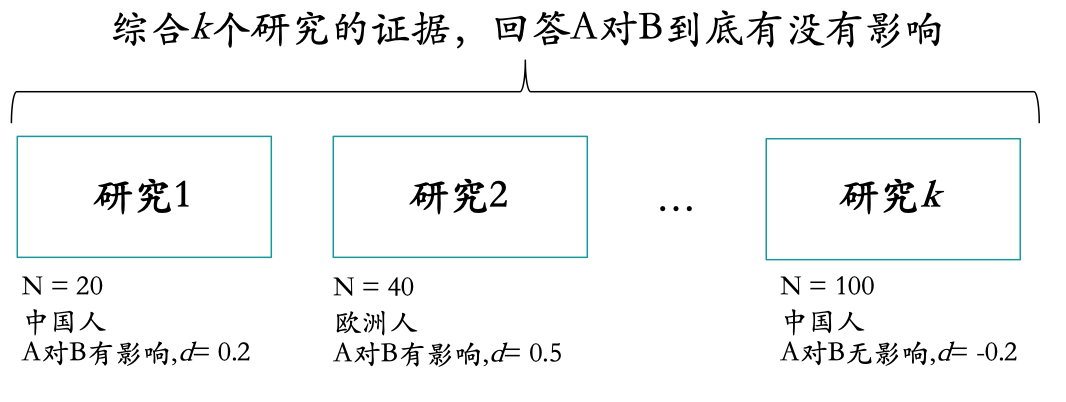 综合k个研究的证据，回答A对B到底有没有影响
研究1
研究2
…
研究k
N = 20
中国人
A对B有影响,d= 0.2
N = 40
欧洲人
A对B有影响,d= 0.5
N = 100
中国人
A对B无影响,d= -0.2